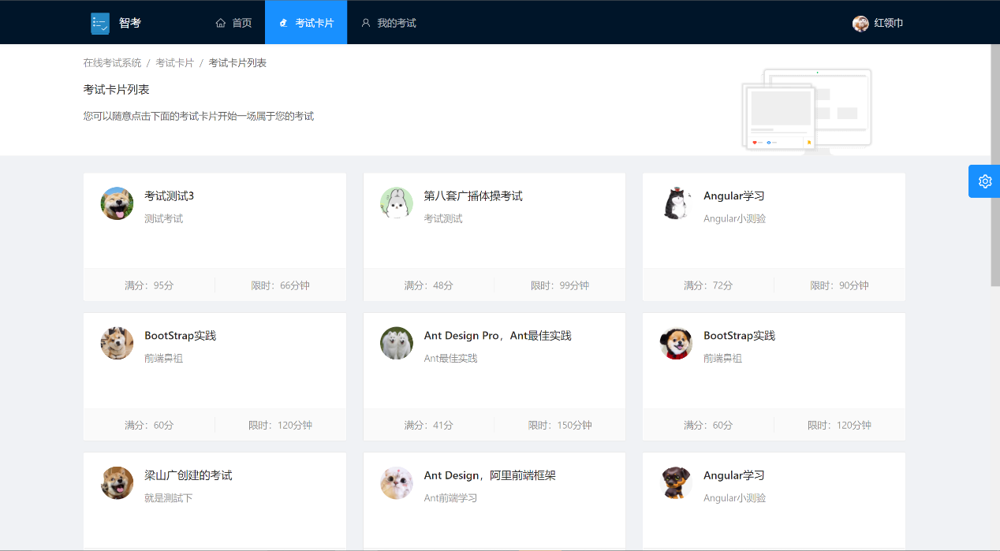 智考 首页 考试卡片 我的考试 红领巾
在线考试系统 / 考试卡片 / 考试卡片列表
考试卡片列表
您可以随意点击下面的考试卡片开始一场属于您的考试
考试测试3
测试考试
满分：95分 限时：66分钟
第八套广播体操考试
考试测试
满分：48分 限时：99分钟
Angular学习
Angular小测验
满分：72分 限时：90分钟
BootStrap实践
前端鼻祖
满分：60分 限时：120分钟
Ant Design Pro，Ant最佳实践
Ant最佳实践
满分：41分 限时：150分钟
BootStrap实践
前端鼻祖
满分：60分 限时：120分钟
梁山广创建的考试
就是測試下
Ant Design，阿里前端框架
Ant前端学习
Angular学习
Angular小测验